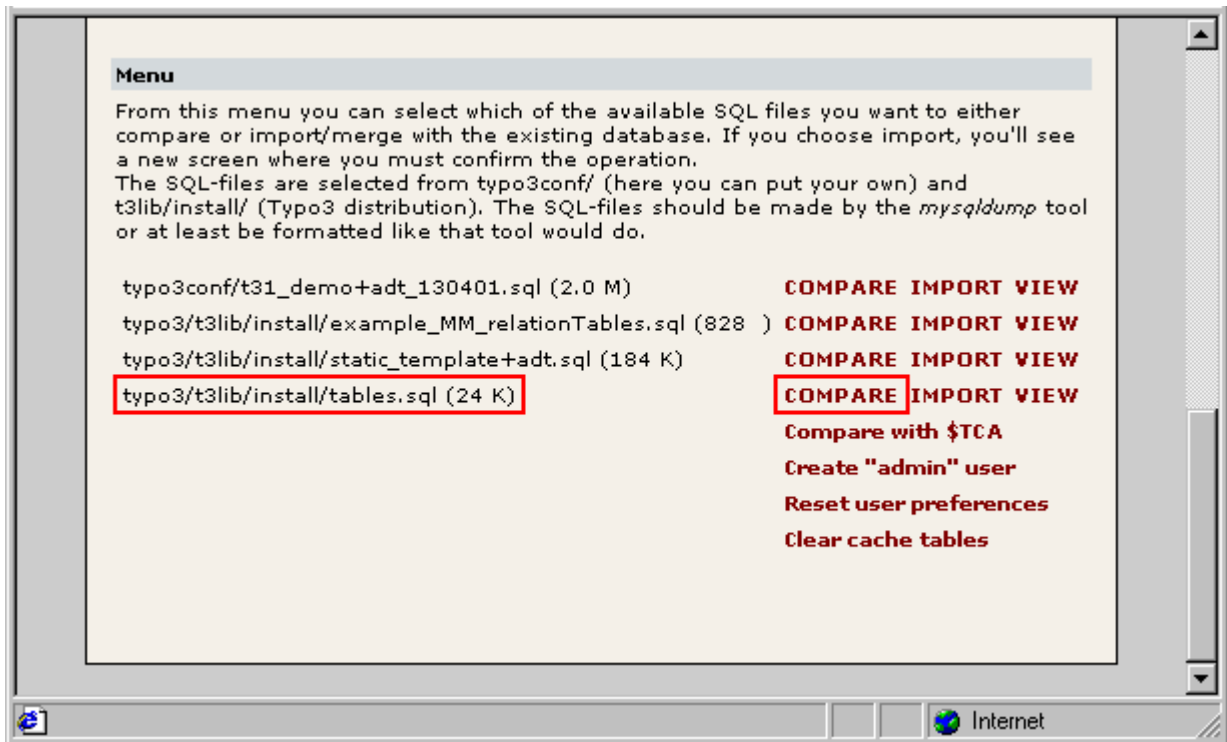 Menu
From this menu you can select which of the available SQL files you want to either
compare or import/merge with the existing database. If you choose import, you'll see
a new screen where you must confirm the operation.
The SQL-files are selected from typo3conf/ (here you can put your own) and
t3lib/install/ (Typo3 distribution). The SQL-files should be made by the mysqldump tool
or at least be formatted like that tool would do.
typo3conf/t31_demo+adt_130401.sql (2.0 M) COMPARE IMPORT VIEW
typo3/t3lib/install/example_MM_relationTables.sql (828 ) COMPARE IMPORT VIEW
typo3/t3lib/install/static_template+adt.sql (184 K) COMPARE IMPORT VIEW
typo3/t3lib/install/tables.sql (24 K) COMPARE IMPORT VIEW
Compare with $TCA
Create "admin" user
Reset user preferences
Clear cache tables
Internet